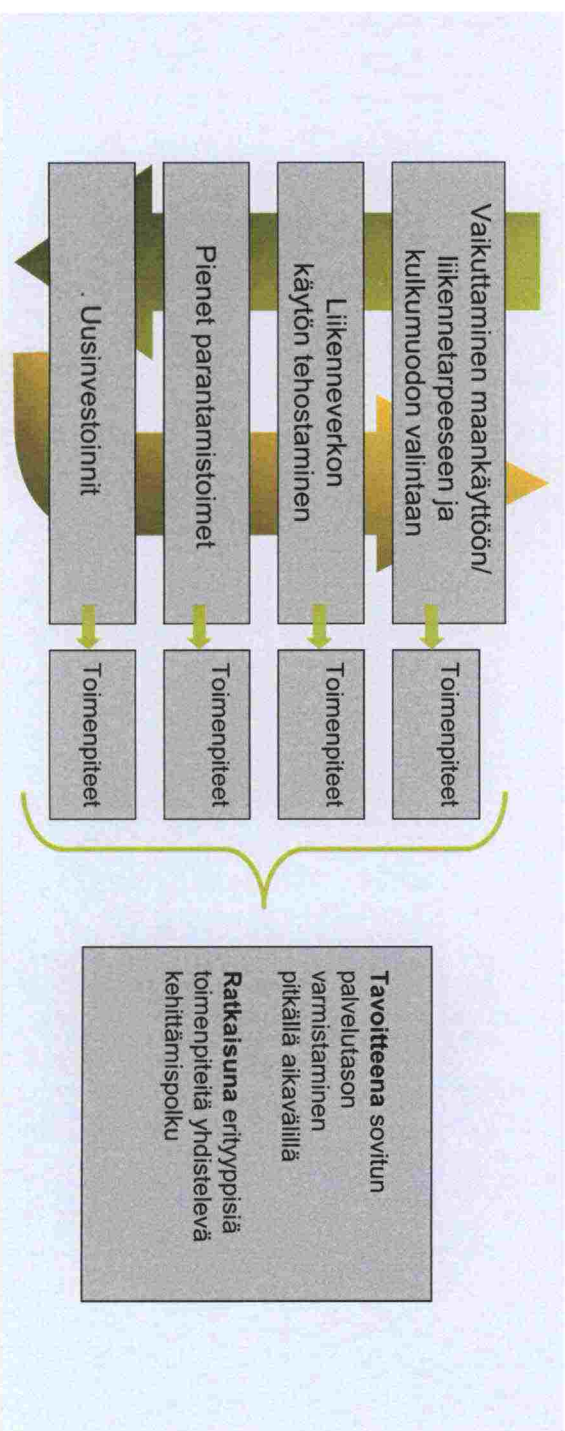 Vaikuttaminen maankäyttöön/
liikennetarpeeseen ja
kulkumuodon valintaan
Toimenpiteet
Liikenneverkon
käytön tehostaminen
Toimenpiteet
Pienet parantamistoimet
Toimenpiteet
. Uusinvestoinnit
Toimenpiteet
Tavoitteena sovitun
palvelutason
varmistaminen
pitkällä aikavälillä
Ratkaisuna erityyppisiä
toimenpiteitä yhdistelevä
kehittämispolku